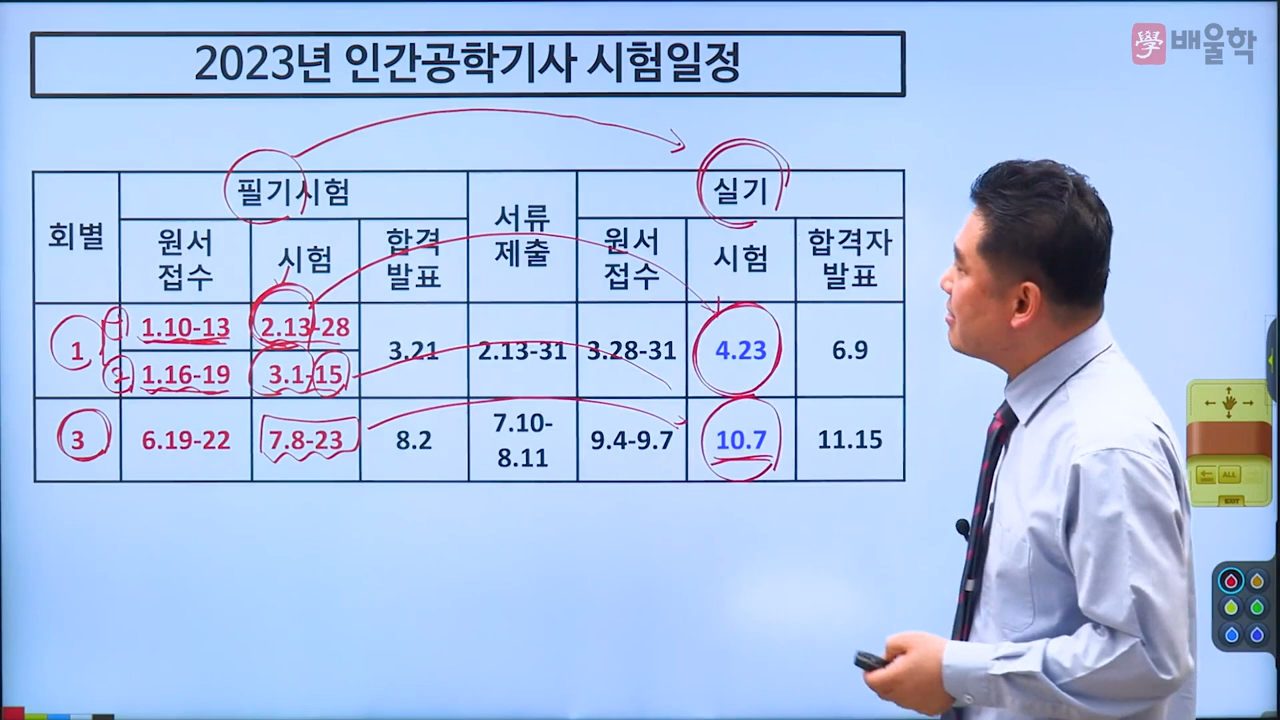 學 배울학
2023년 인간공학기사 시험일정
회별
필기시험
서류
제출
실기
원서
접수
시험
합격
발표
원서
접수
시험
합격자
발표
1
1.10-13
2.13-28
3.21
2.13-31
3.28-31
4.23
6.9
1.16-19
3.1-15
3
6.19-22
7.8-23
8.2
7.10-
8.11
9.4-9.7
10.7
11.15
ALL
EXIT